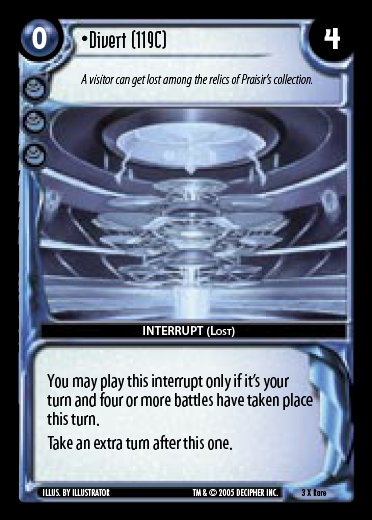 0
•Divert (119C)
4
A visitor can get lost among the relics of Praisir's collection.
INTERRUPT (LOST)
You may play this interrupt only if it's your
turn and four or more battles have taken place
this turn.
Take an extra turn after this one.
ILLUS. BY ILLUSTRATOR TM & © 2005 DECIPHER INC. 3 X Rare